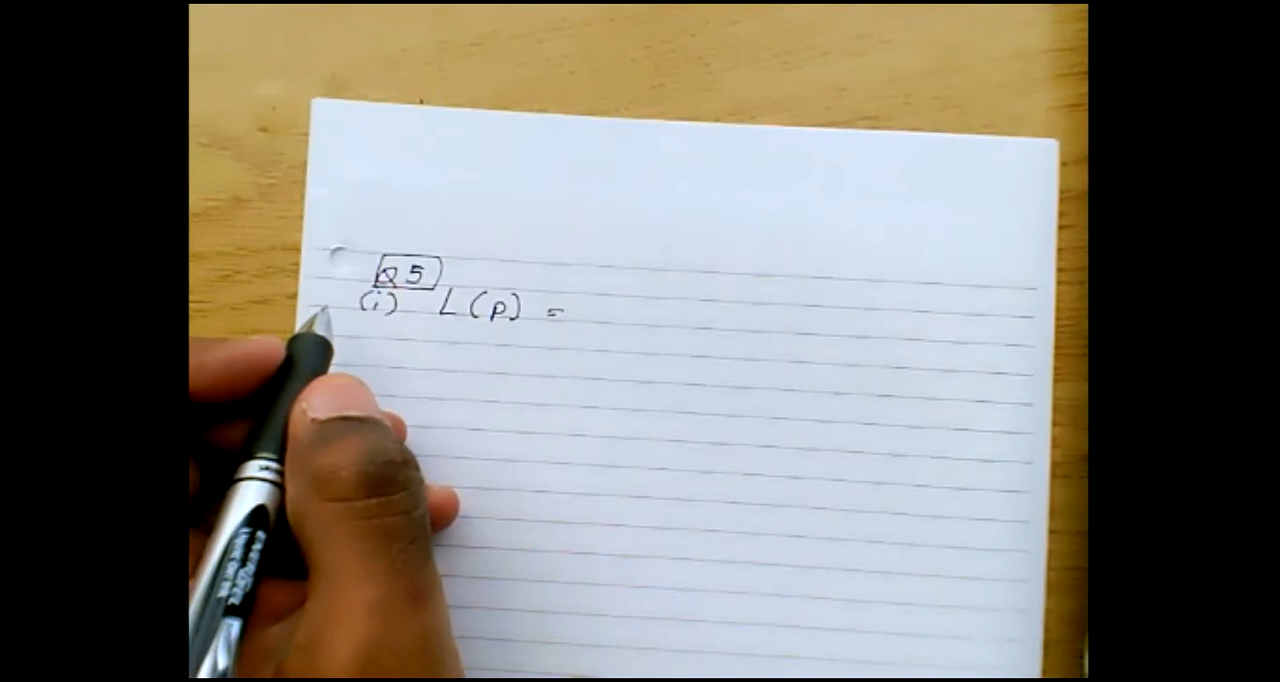 Q5
(i) L(p) =